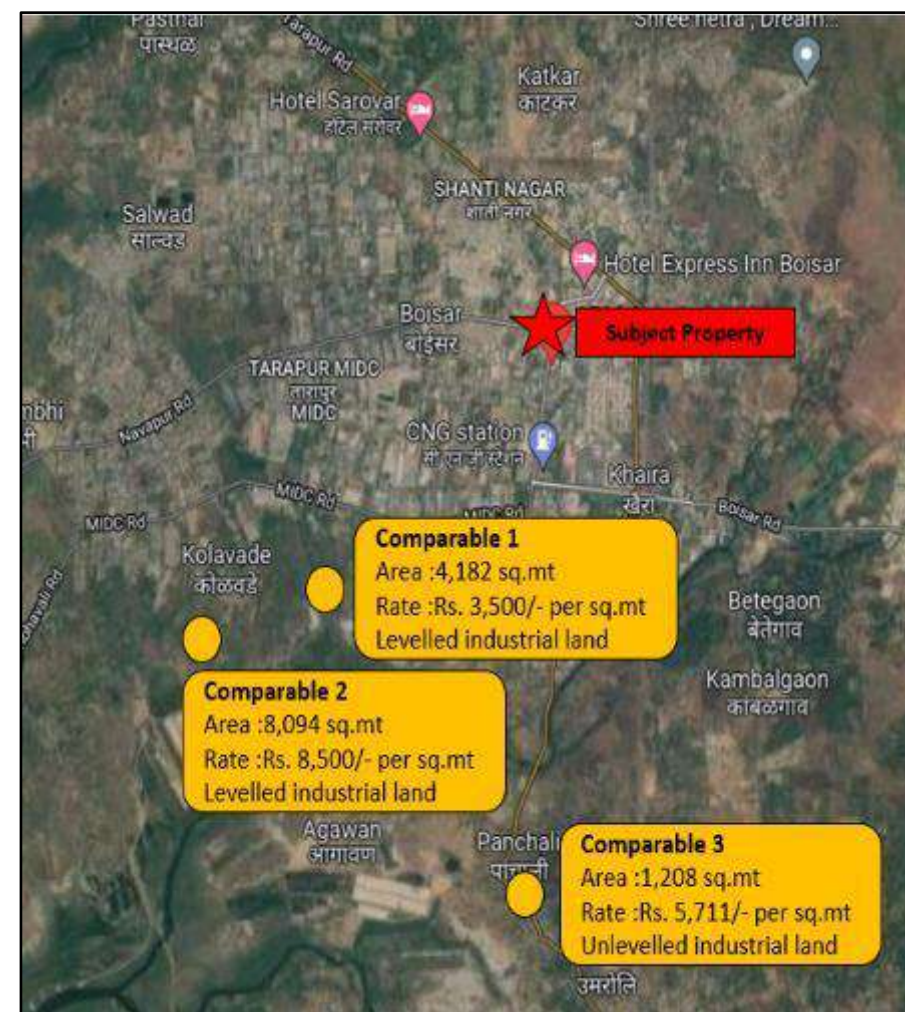 Pasthal
पास्थळ
Tarapur Rd
Shree netra , Dream...
Katkar
काटकर
Hotel Sarovar
हॉटेल सरोवर
SHANTI NAGAR
शांती नगर
Salwad
साल्वड
Hotel Express Inn Boisar
Boisar
बोईसर
Subject Property
TARAPUR MIDC
तारापुर
MIDC
Navapur Rd
CNG station
सी एन जी स्टेशन
Khaira
खैरा
MIDC Rd
MIDC Rd
Boisar Rd
Kolavade
कोळवडे
Comparable 1
Area :4,182 sq.mt
Rate :Rs. 3,500/- per sq.mt
Levelled industrial land
Betegaon
बेतेगाव
Kambalgaon
कांबळगाव
Comparable 2
Area :8,094 sq.mt
Rate :Rs. 8,500/- per sq.mt
Levelled industrial land
Agawan
आगावण
Panchali
पाचाली
Comparable 3
Area :1,208 sq.mt
Rate :Rs. 5,711/- per sq.mt
Unlevelled industrial land
उमरोलि